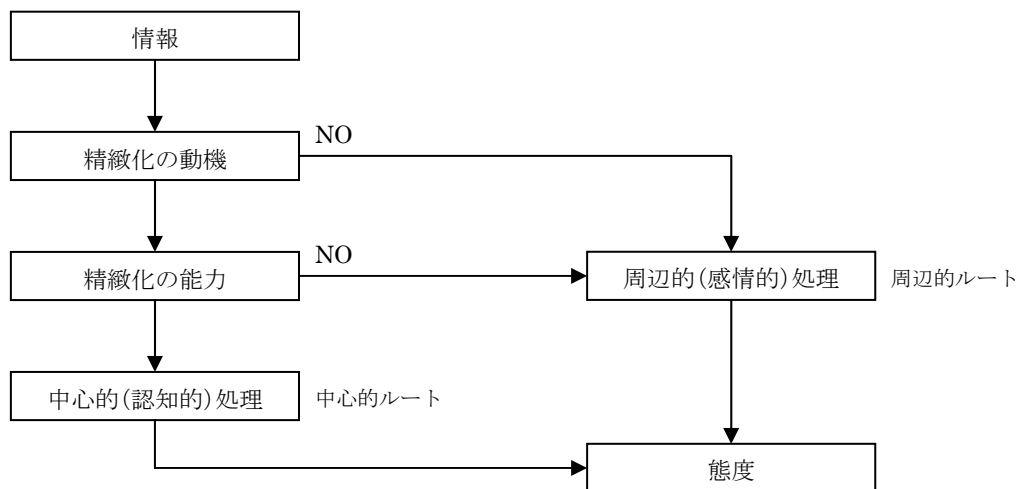 情報
NO
精緻化の動機
NO
精緻化の能力
周辺的(感情的)処理
周辺的ルート
中心的(認知的)処理
中心的ルート
態度